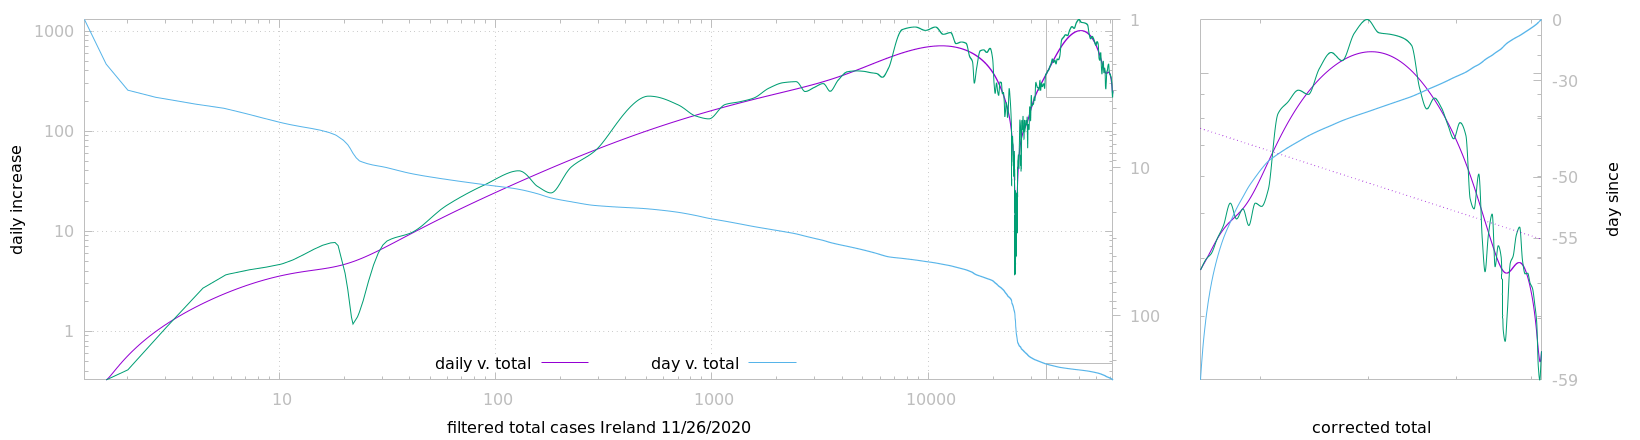 1000
100
10
1
daily increase
1
10
100
daily v. total
day v. total
10
100
1000
10000
filtered total cases Ireland 11/26/2020
0
-30
-50
-55
-59
day since
corrected total